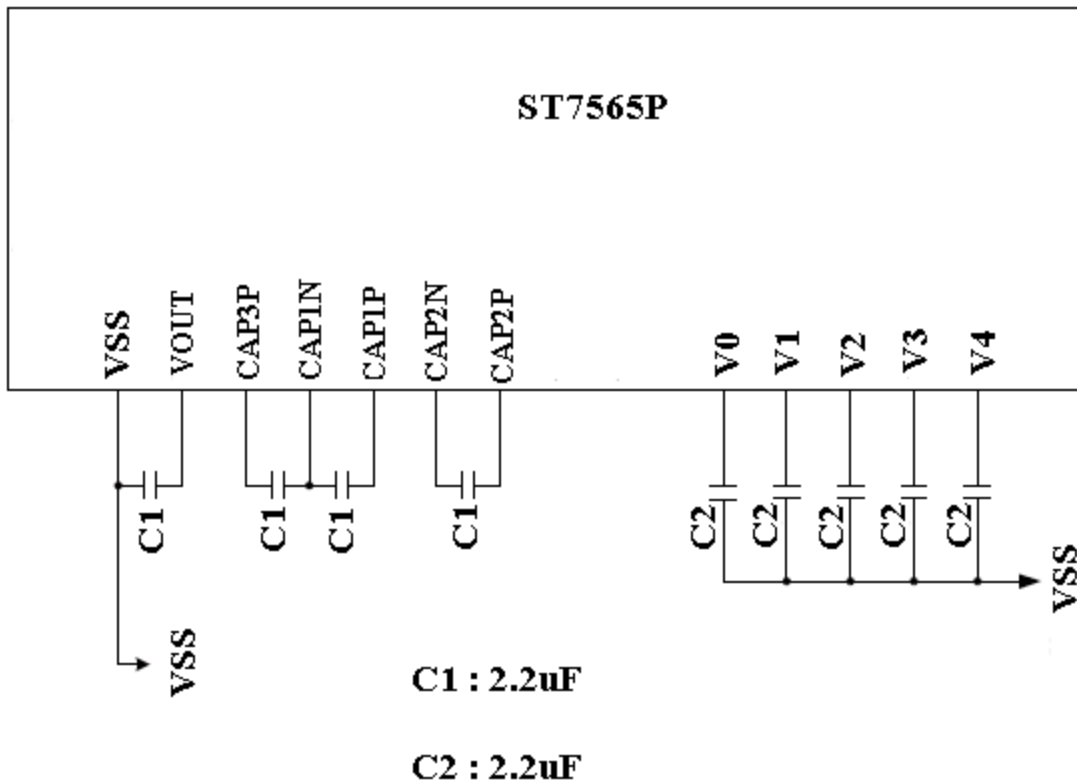 ST7565P
VSS
VOUT
CAP3P
CAP1N
CAP1P
CAP2N
CAP2P
V0
V1
V2
V3
V4
C1
C1
C1
C1
C2
C2
C2
C2
C2
VSS
VSS
C1 : 2.2uF
C2 : 2.2uF